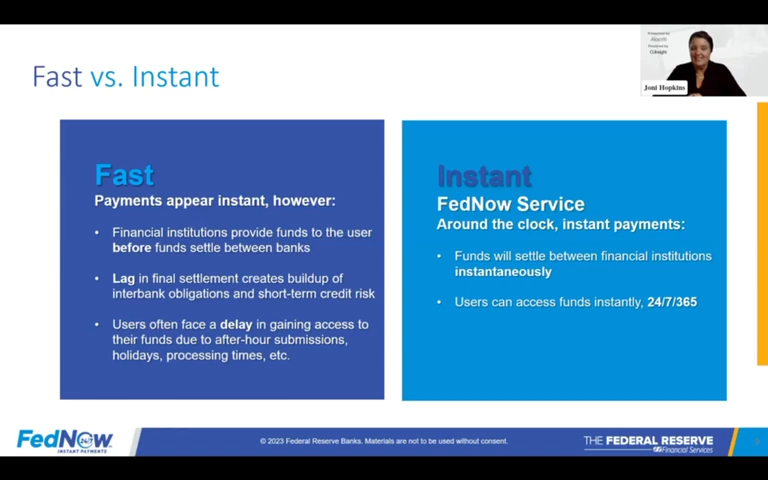 Fast vs. Instant
Presented by
Alacriti
Joni Hopkins
Fast
Payments appear instant, however:
• Financial institutions provide funds to the user
before funds settle between banks
• Lag in final settlement creates buildup of
interbank obligations and short-term credit risk
• Users often face a delay in gaining access to
their funds due to after-hour submissions,
holidays, processing times, etc.
Instant
FedNow Service
Around the clock, instant payments:
• Funds will settle between financial institutions
instantaneously
• Users can access funds instantly, 24/7/365
FedNow
24/7
INSTANT PAYMENTS
© 2023 Federal Reserve Banks. Materials are not to be used without consent.
THE FEDERAL RESERVE
Financial Services